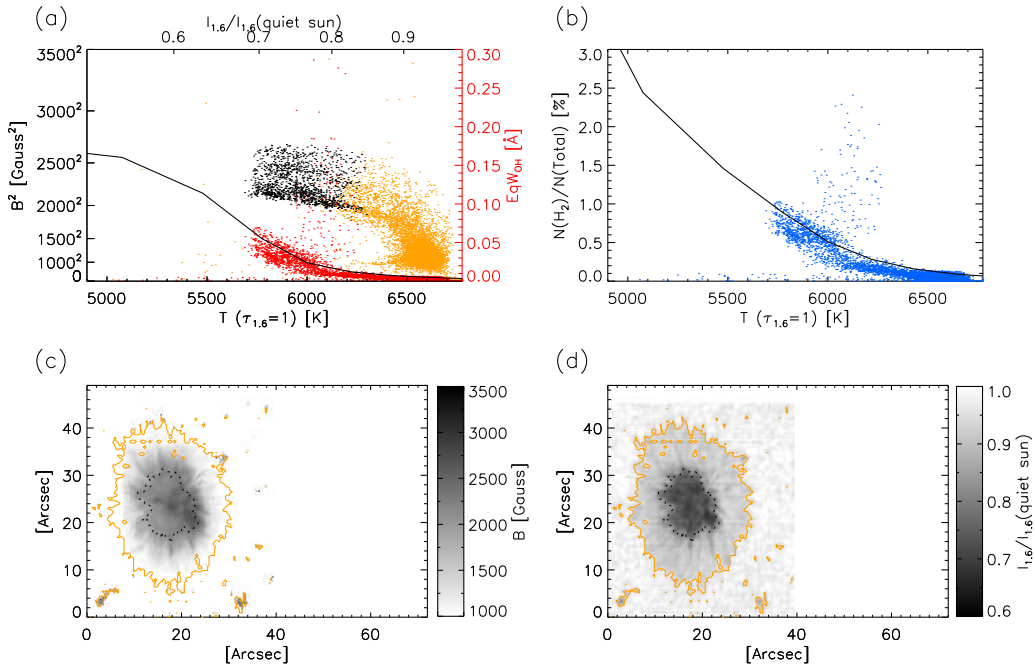 (a)
I1.6/I1.6(quiet sun)
0.6 0.7 0.8 0.9
3500² 3000² 2500² 2000² 1500² 1000² 0
B² [Gauss²]
0.30 0.25 0.20 0.15 0.10 0.05 0.00
EqWOH [Å]
5000 5500 6000 6500
T (τ1.6=1) [K]
(b)
3.0 2.5 2.0 1.5 1.0 0.5 0.0
N(H2)/N(Total) [%]
5000 5500 6000 6500
T (τ1.6=1) [K]
(c)
40 30 20 10 0
[Arcsec]
0 20 40 60
[Arcsec]
3500 3000 2500 2000 1500 1000
B [Gauss]
(d)
40 30 20 10 0
[Arcsec]
0 20 40 60
[Arcsec]
1.0 0.9 0.8 0.7 0.6
I1.6/I1.6(quiet sun)